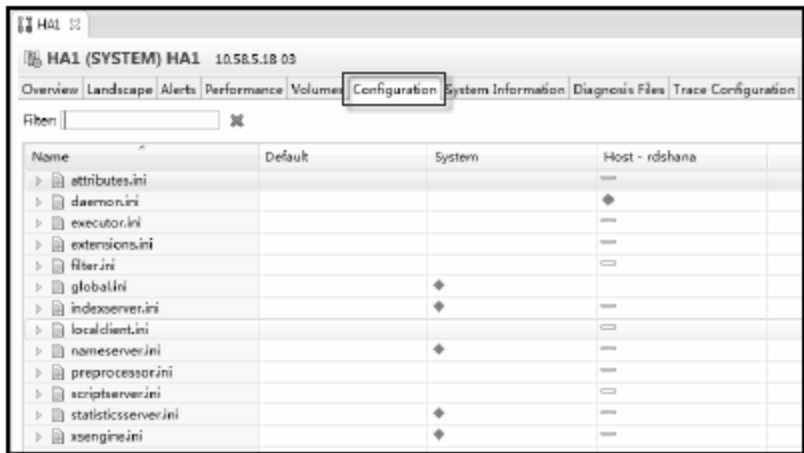 HA1
HA1 (SYSTEM) HA1 10.58.5.18 03
Overview Landscape Alerts Performance Volumes Configuration System Information Diagnosis Files Trace Configuration
Filter:
Name Default System Host - rdshana
attributes.ini
daemon.ini
executor.ini
extensions.ini
filter.ini
global.ini
indexserver.ini
localclient.ini
nameserver.ini
preprocessor.ini
scriptserver.ini
statisticsserver.ini
xsengine.ini